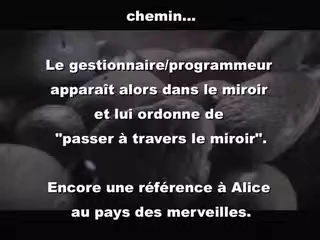 chemin...
Le gestionnaire/programmeur
apparaît alors dans le miroir
et lui ordonne de
"passer à travers le miroir".
Encore une référence à Alice
au pays des merveilles.